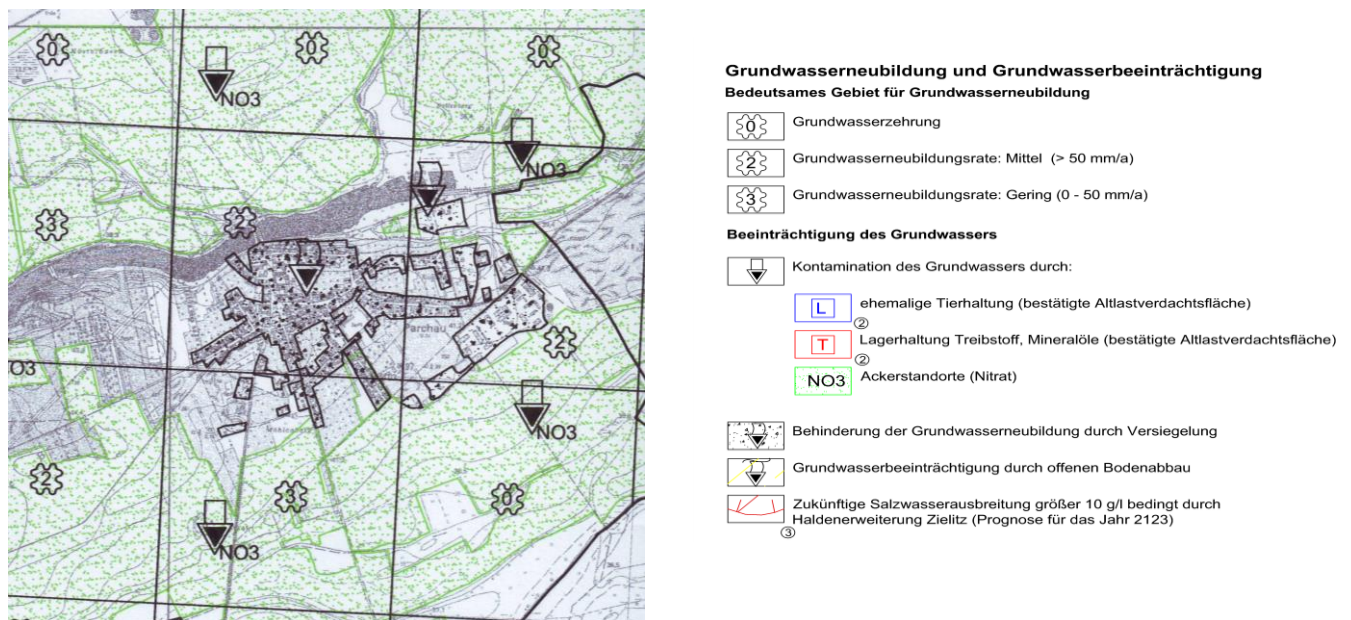 0
0
0
NO3
NO3
3
2
Parchau
2
O3
NO3
2
3
0
NO3
Grundwasserneubildung und Grundwasserbeeinträchtigung
Bedeutsames Gebiet für Grundwasserneubildung
0 Grundwasserzehrung
2 Grundwasserneubildungsrate: Mittel (> 50 mm/a)
3 Grundwasserneubildungsrate: Gering (0 - 50 mm/a)
Beeinträchtigung des Grundwassers
Kontamination des Grundwassers durch:
L ehemalige Tierhaltung (bestätigte Altlastverdachtsfläche)
②
T Lagerhaltung Treibstoff, Mineralöle (bestätigte Altlastverdachtsfläche)
②
NO3 Ackerstandorte (Nitrat)
Behinderung der Grundwasserneubildung durch Versiegelung
Grundwasserbeeinträchtigung durch offenen Bodenabbau
Zukünftige Salzwasserausbreitung größer 10 g/l bedingt durch
Haldenerweiterung Zielitz (Prognose für das Jahr 2123)
③